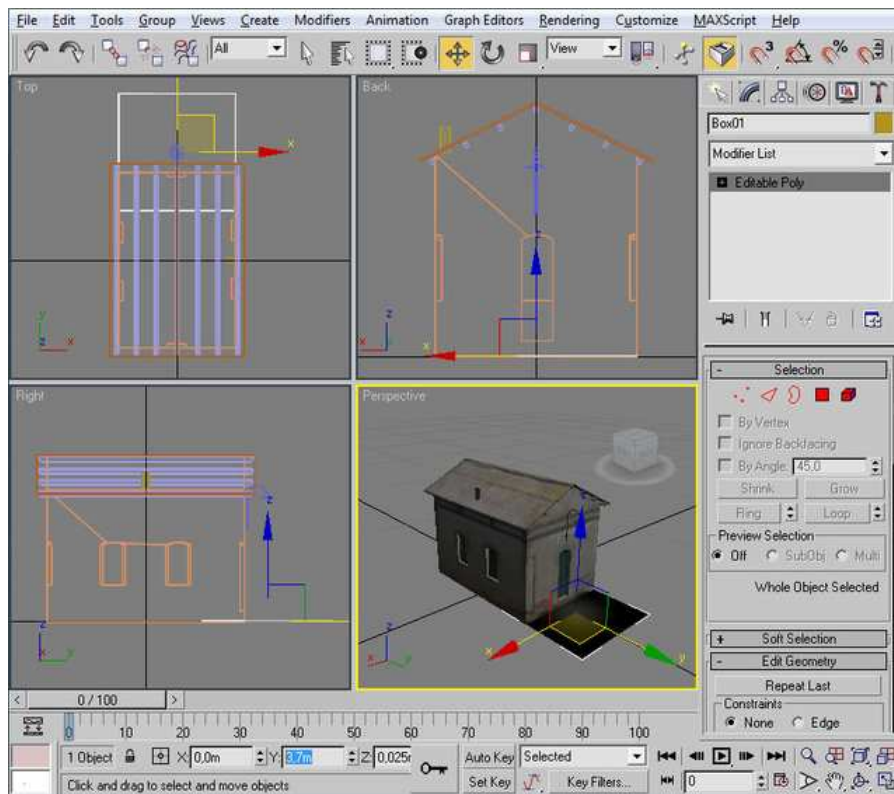 File Edit Tools Group Views Create Modifiers Animation Graph Editors Rendering Customize MAXScript Help
All View
Top
Back
Right
Perspective
Box01
Modifier List
Editable Poly
Selection
By Vertex
Ignore Backfacing
By Angle: 45,0
Shrink Grow
Ring Loop
Preview Selection
Off SubObj Multi
Whole Object Selected
Soft Selection
Edit Geometry
Repeat Last
Constraints
None Edge
0 / 100
0 10 20 30 40 50 60 70 80 90 100
1 Object X: 0,0m Y: 3,7m Z: 0,025 Auto Key Selected
Click and drag to select and move objects Set Key Key Filters... 0